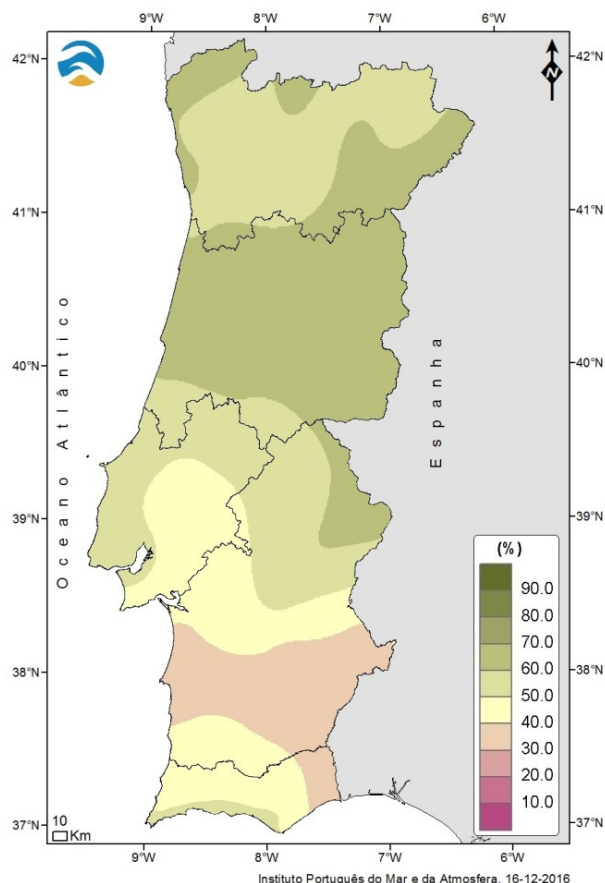 9°W 8°W 7°W 6°W
42°N 42°N
N
41°N 41°N
40°N 40°N
Oceano Atlântico
Espanha
39°N 39°N
(%)
90.0
80.0
70.0
60.0
50.0
40.0
30.0
20.0
10.0
38°N 38°N
37°N 37°N
10
Km
9°W 8°W 7°W 6°W
Instituto Português do Mar e da Atmosfera, 16-12-2016